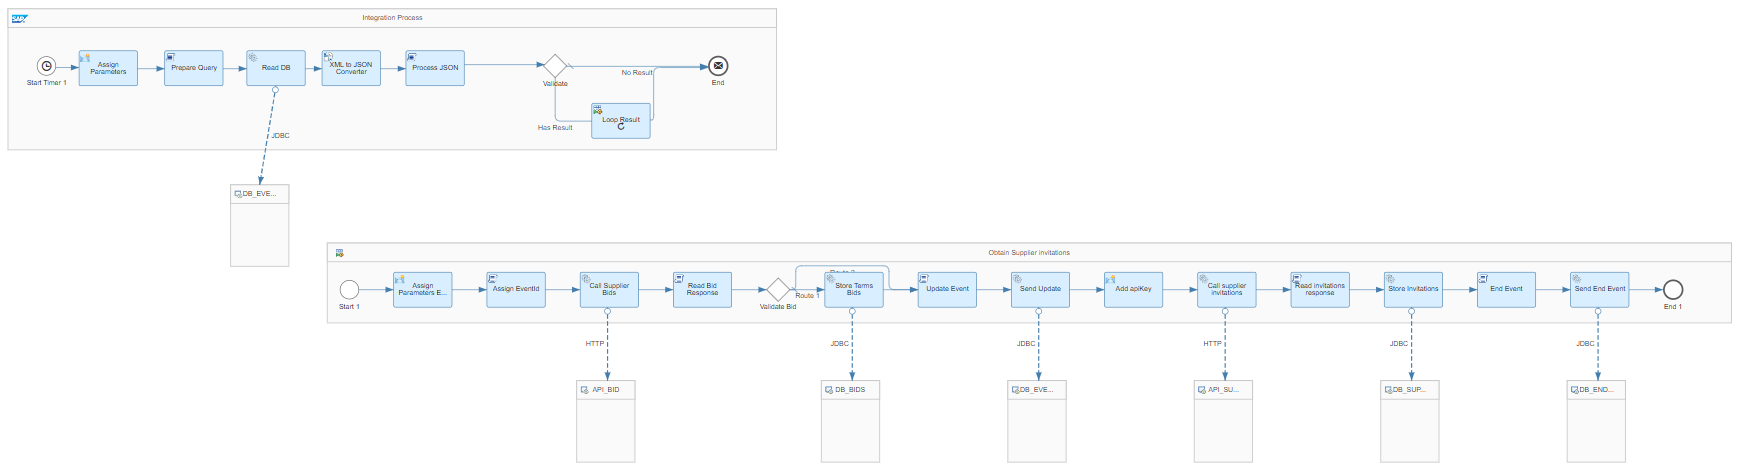 SAP
Integration Process
Start Timer 1
Assign
Parameters
Prepare Query
Read DB
XML to JSON
Converter
Process JSON
Validate
No Result
End
Has Result
Loop Result
JDBC
DB_EVE...
Obtain Supplier invitations
Start 1
Assign
Parameters E...
Assign EventId
Call Supplier
Bids
Read Bid
Response
Validate Bid
Route 1
Store Terms
Bids
Update Event
Send Update
Add apiKey
Call supplier
invitations
Read invitations
response
Store Invitations
End Event
Send End Event
End 1
HTTP
JDBC
JDBC
HTTP
JDBC
JDBC
API_BID
DB_BIDS
DB_EVE...
API_SU...
DB_SUP...
DB_END...